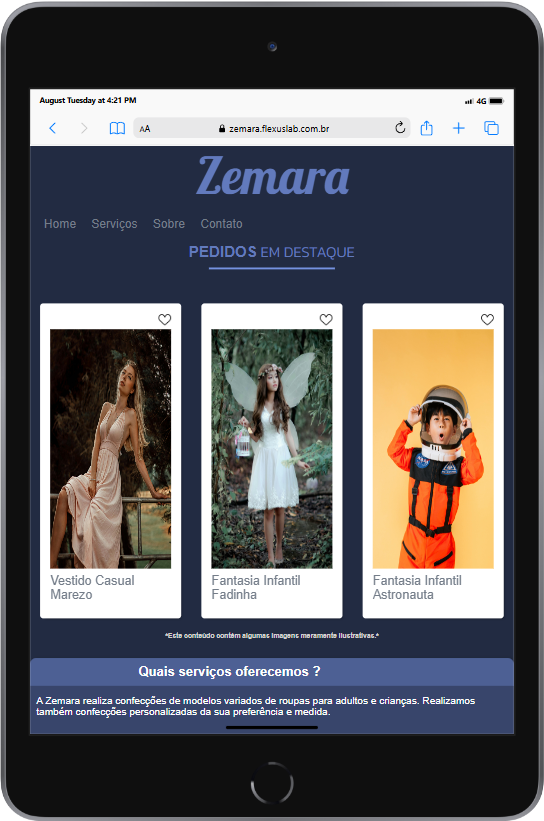 August Tuesday at 4:21 PM
4G
AA
zemara.flexuslab.com.br
Zemara
Home Serviços Sobre Contato
PEDIDOS EM DESTAQUE
Vestido Casual
Marezo
Fantasia Infantil
Fadinha
Fantasia Infantil
Astronauta
*Este conteúdo contém algumas imagens meramente ilustrativas.*
Quais serviços oferecemos ?
A Zemara realiza confecções de modelos variados de roupas para adultos e crianças. Realizamos
também confecções personalizadas da sua preferência e medida.